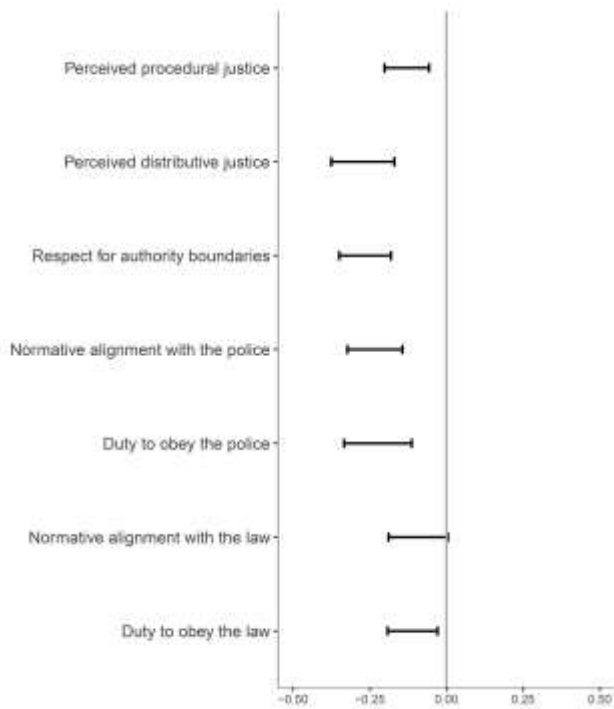 Perceived procedural justice
Perceived distributive justice
Respect for authority boundaries
Normative alignment with the police
Duty to obey the police
Normative alignment with the law
Duty to obey the law
−0.50 −0.25 0.00 0.25 0.50